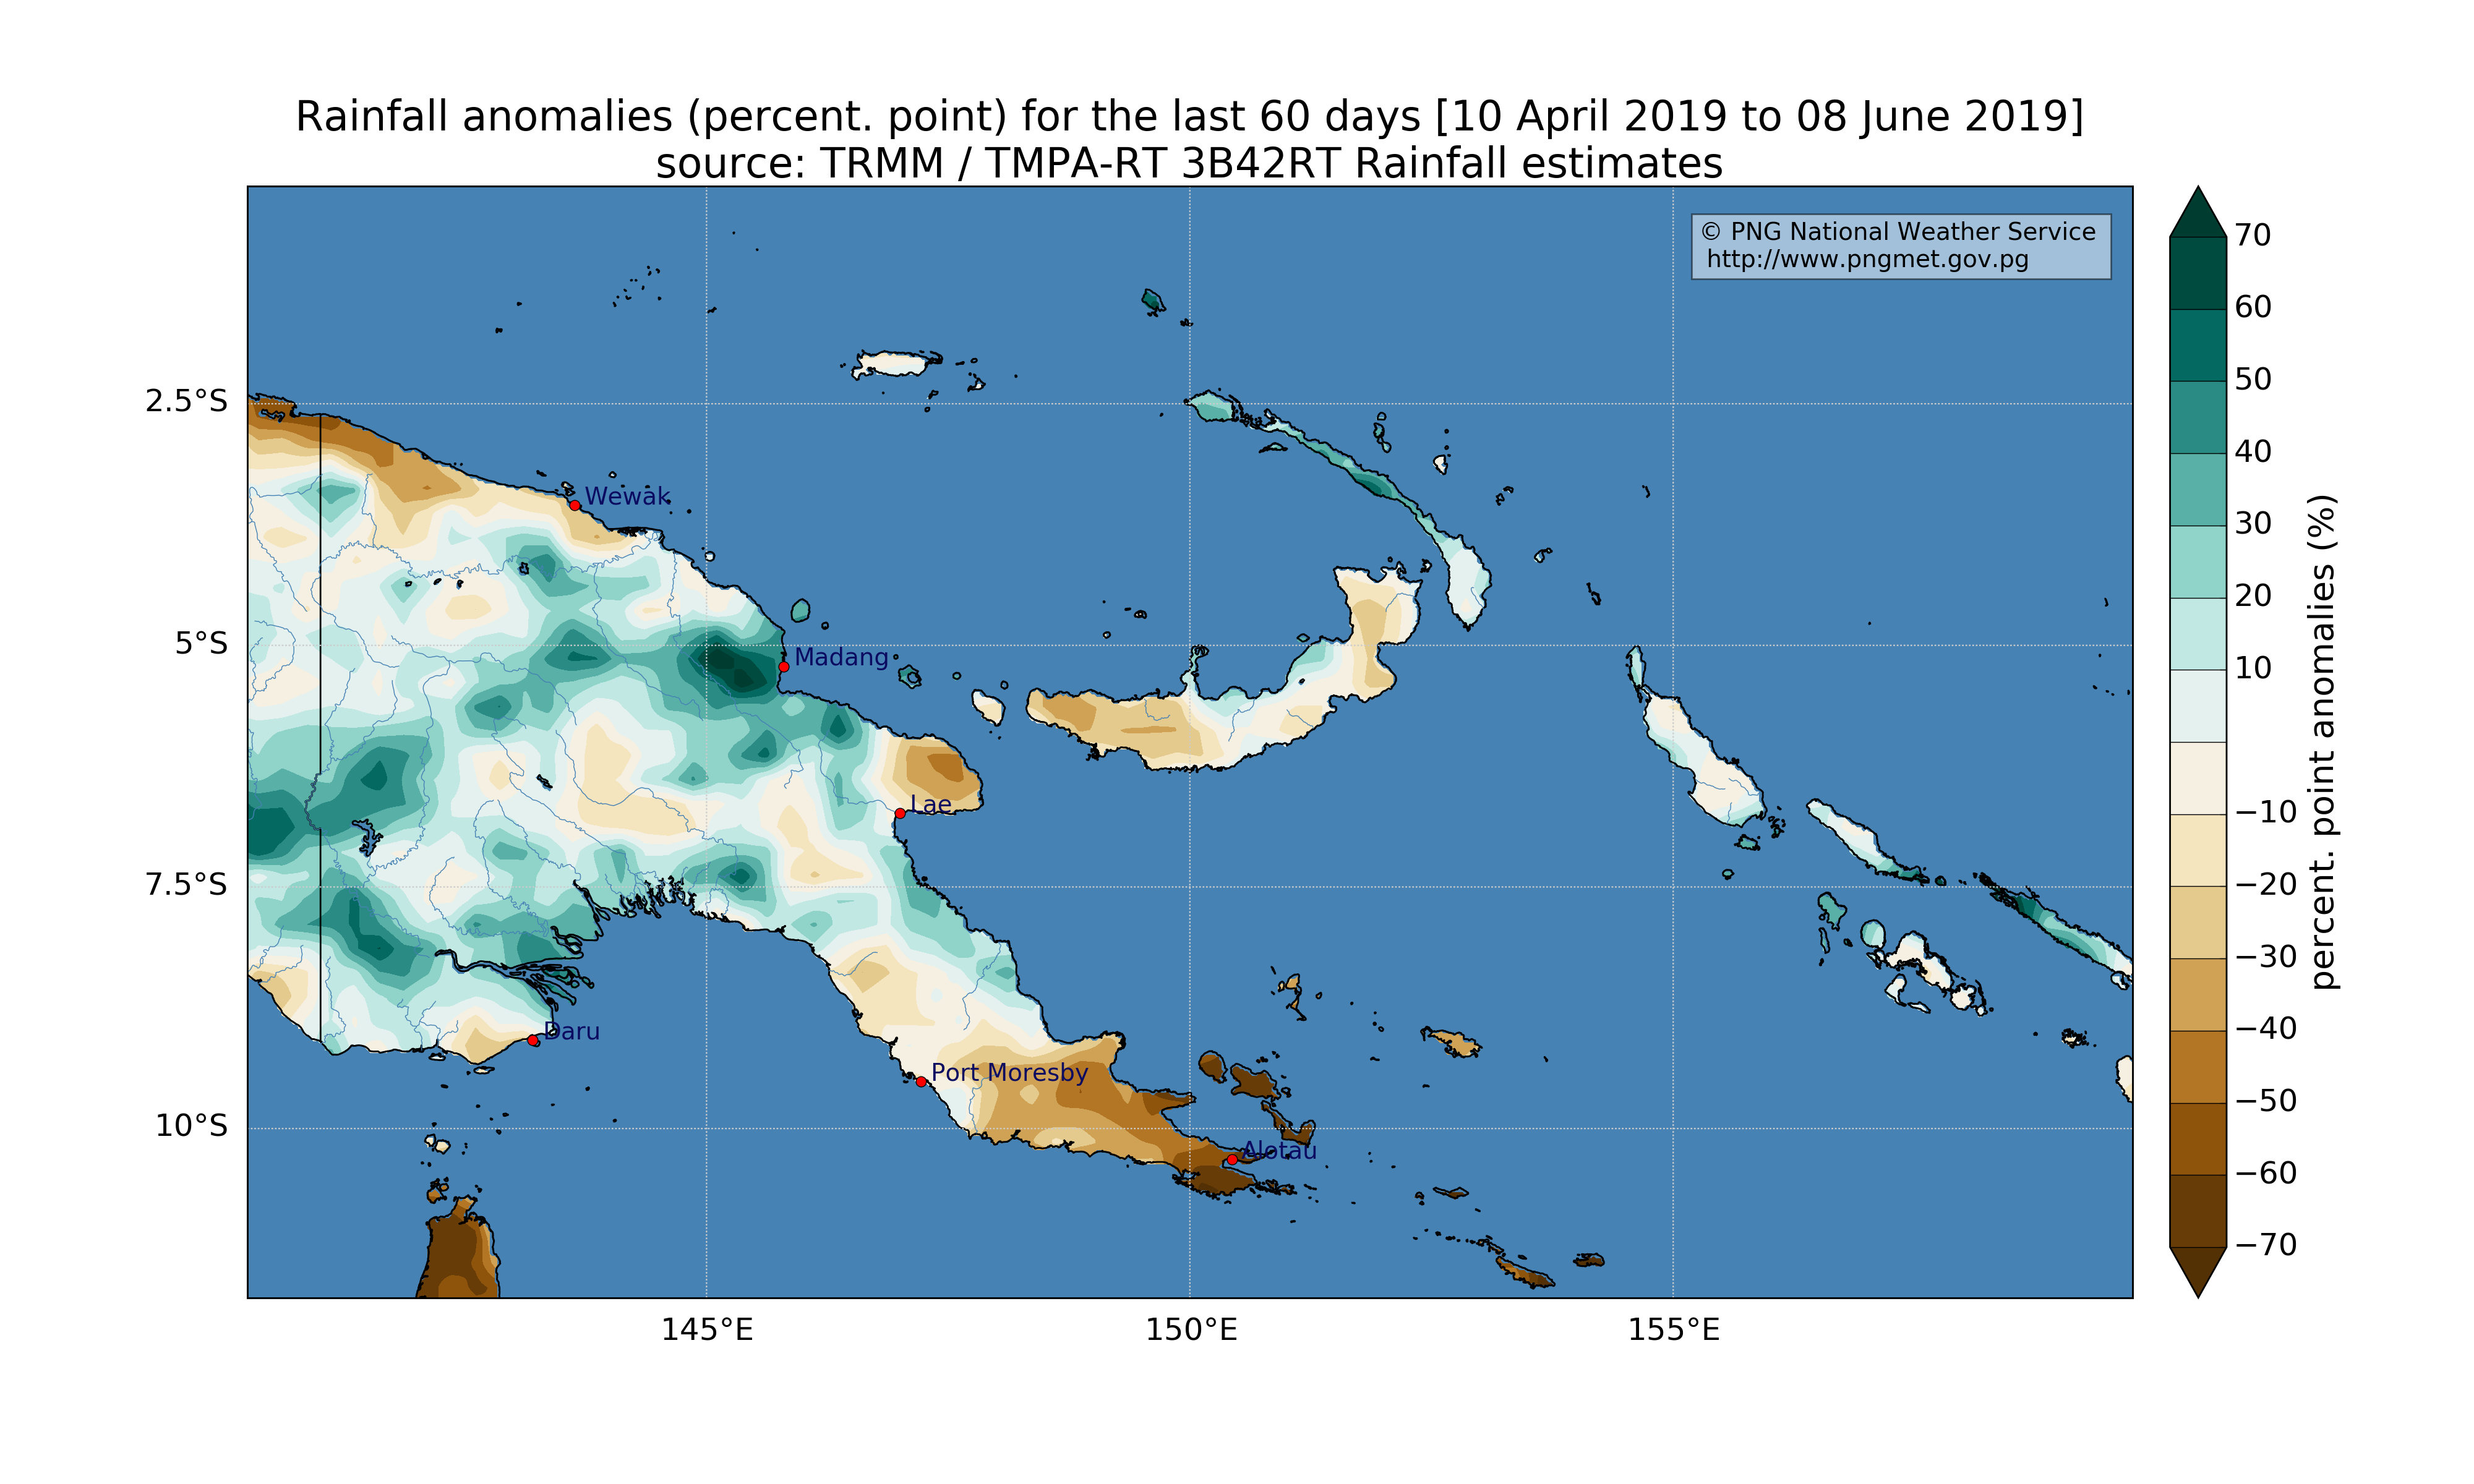 Rainfall anomalies (percent. point) for the last 60 days [10 April 2019 to 08 June 2019]
source: TRMM / TMPA-RT 3B42RT Rainfall estimates
© PNG National Weather Service
http://www.pngmet.gov.pg
2.5°S
5°S
7.5°S
10°S
145°E
150°E
155°E
Wewak
Madang
Lae
Daru
Port Moresby
Alotau
70
60
50
40
30
20
10
−10
−20
−30
−40
−50
−60
−70
percent. point anomalies (%)